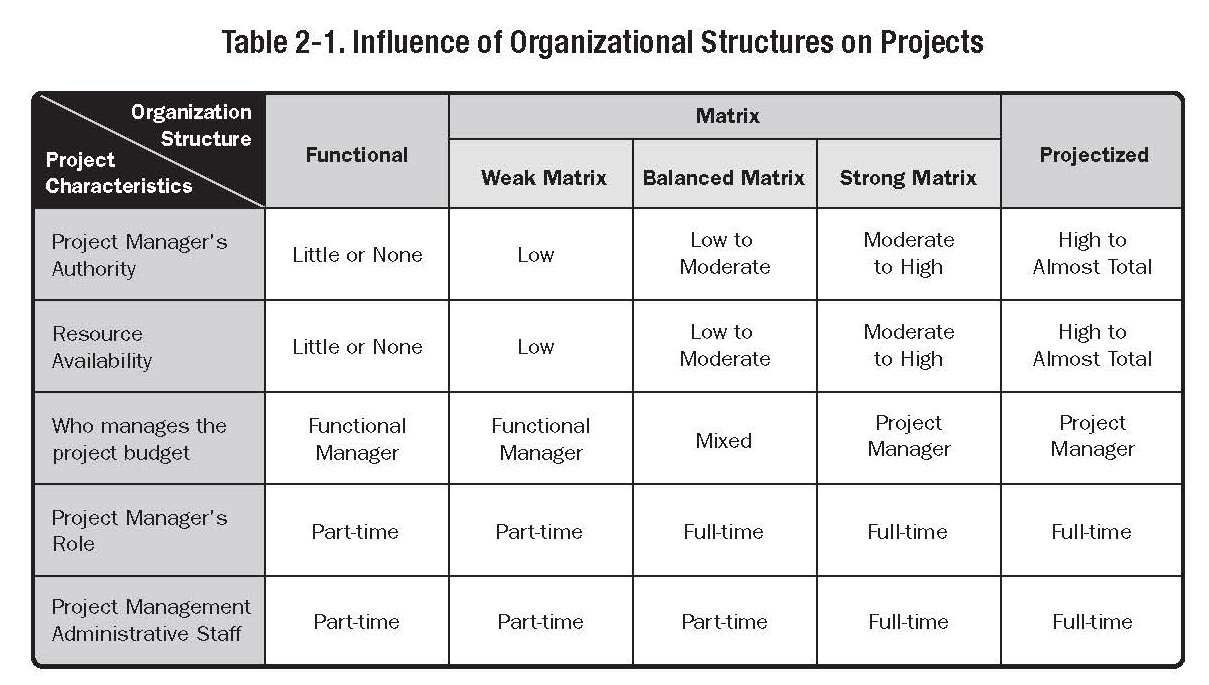 Table 2-1. Influence of Organizational Structures on Projects
Organization
Structure
Project
Characteristics
Functional
Matrix
Weak Matrix
Balanced Matrix
Strong Matrix
Projectized
Project Manager's
Authority
Little or None
Low
Low to
Moderate
Moderate
to High
High to
Almost Total
Resource
Availability
Little or None
Low
Low to
Moderate
Moderate
to High
High to
Almost Total
Who manages the
project budget
Functional
Manager
Functional
Manager
Mixed
Project
Manager
Project
Manager
Project Manager's
Role
Part-time
Part-time
Full-time
Full-time
Full-time
Project Management
Administrative Staff
Part-time
Part-time
Part-time
Full-time
Full-time